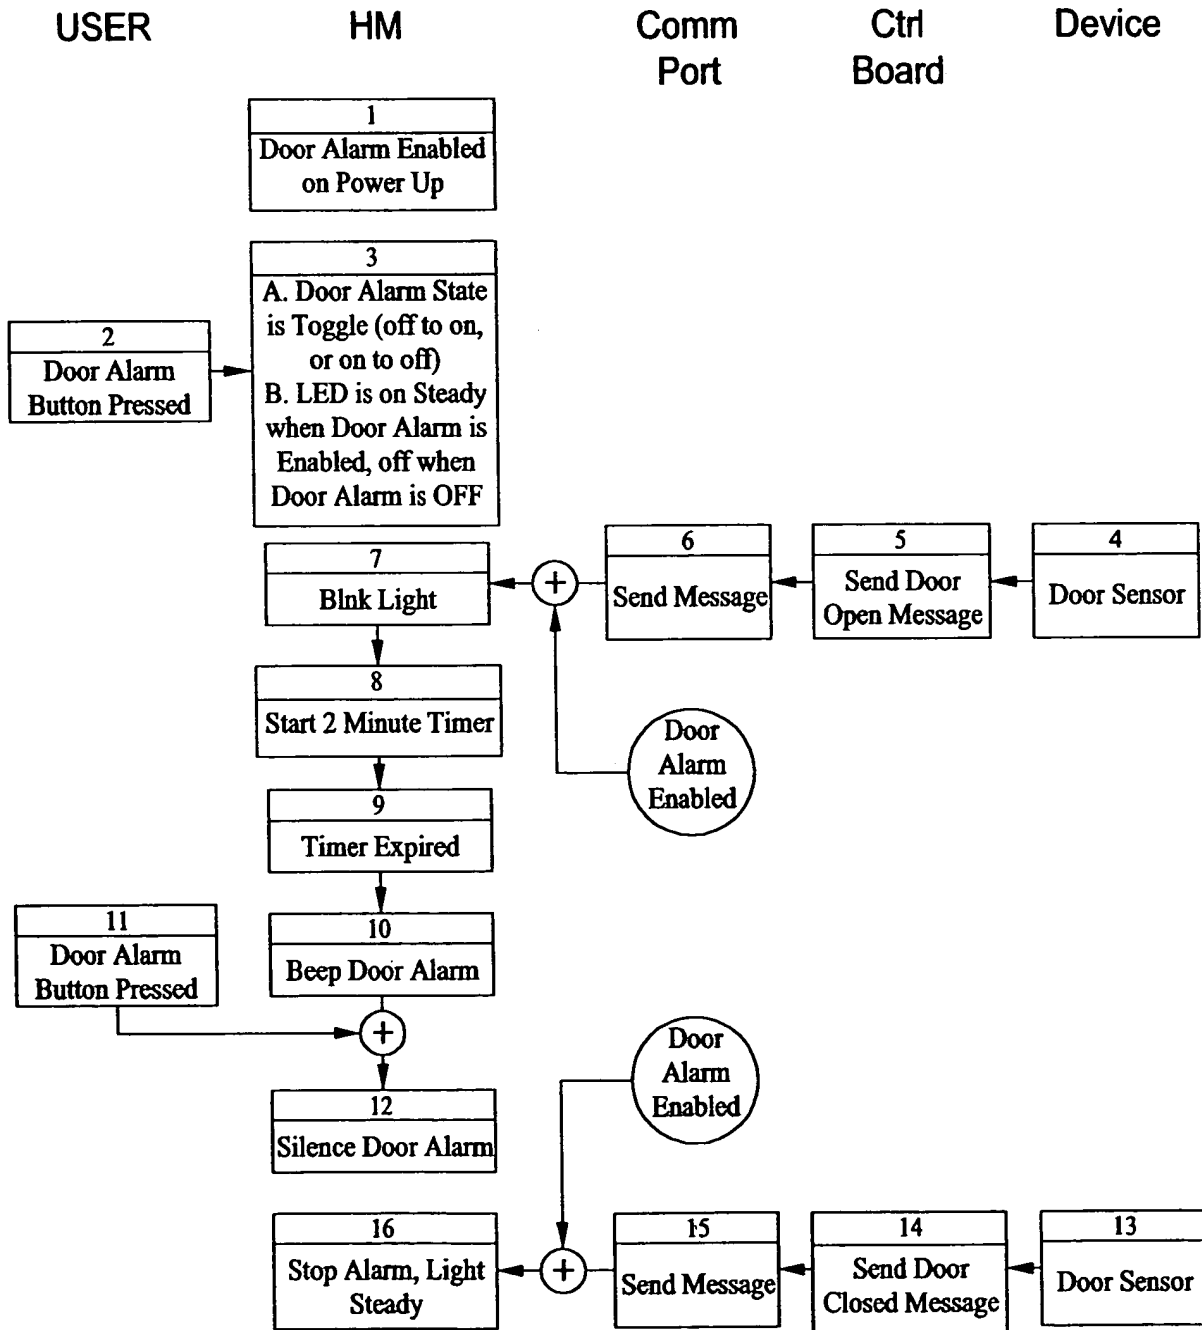 USER
HM
Comm
Port
Ctrl
Board
Device
1
Door Alarm Enabled
on Power Up
2
Door Alarm
Button Pressed
3
A. Door Alarm State
is Toggle (off to on,
or on to off)
B. LED is on Steady
when Door Alarm is
Enabled, off when
Door Alarm is OFF
4
Door Sensor
5
Send Door
Open Message
6
Send Message
+
7
Blnk Light
Door
Alarm
Enabled
8
Start 2 Minute Timer
9
Timer Expired
10
Beep Door Alarm
11
Door Alarm
Button Pressed
+
12
Silence Door Alarm
Door
Alarm
Enabled
13
Door Sensor
14
Send Door
Closed Message
15
Send Message
+
16
Stop Alarm, Light
Steady